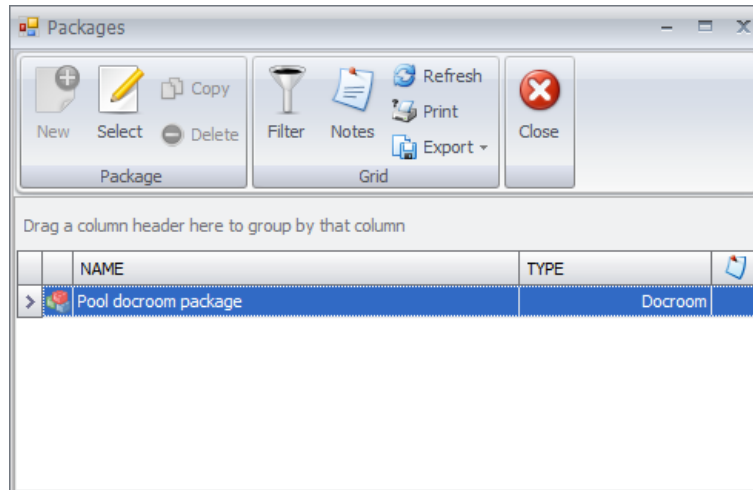 Packages
New
Select
Copy
Delete
Package
Filter
Notes
Refresh
Print
Export
Grid
Close
Drag a column header here to group by that column
NAME TYPE
Pool docroom package Docroom